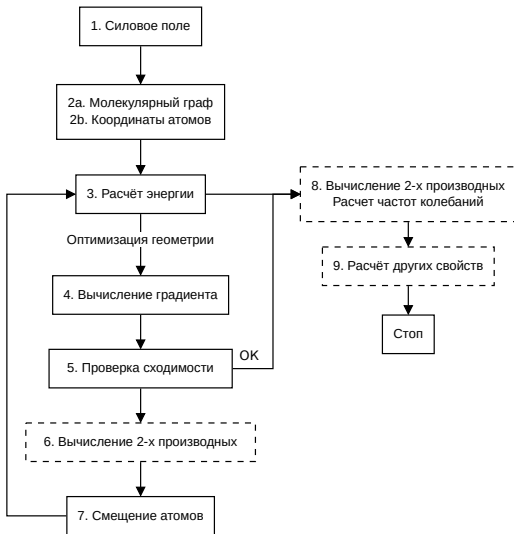 1. Силовое поле
2a. Молекулярный граф
2b. Координаты атомов
3. Расчёт энергии
Оптимизация геометрии
4. Вычисление градиента
5. Проверка сходимости
OK
6. Вычисление 2-х производных
7. Смещение атомов
8. Вычисление 2-х производных
Расчет частот колебаний
9. Расчёт других свойств
Стоп